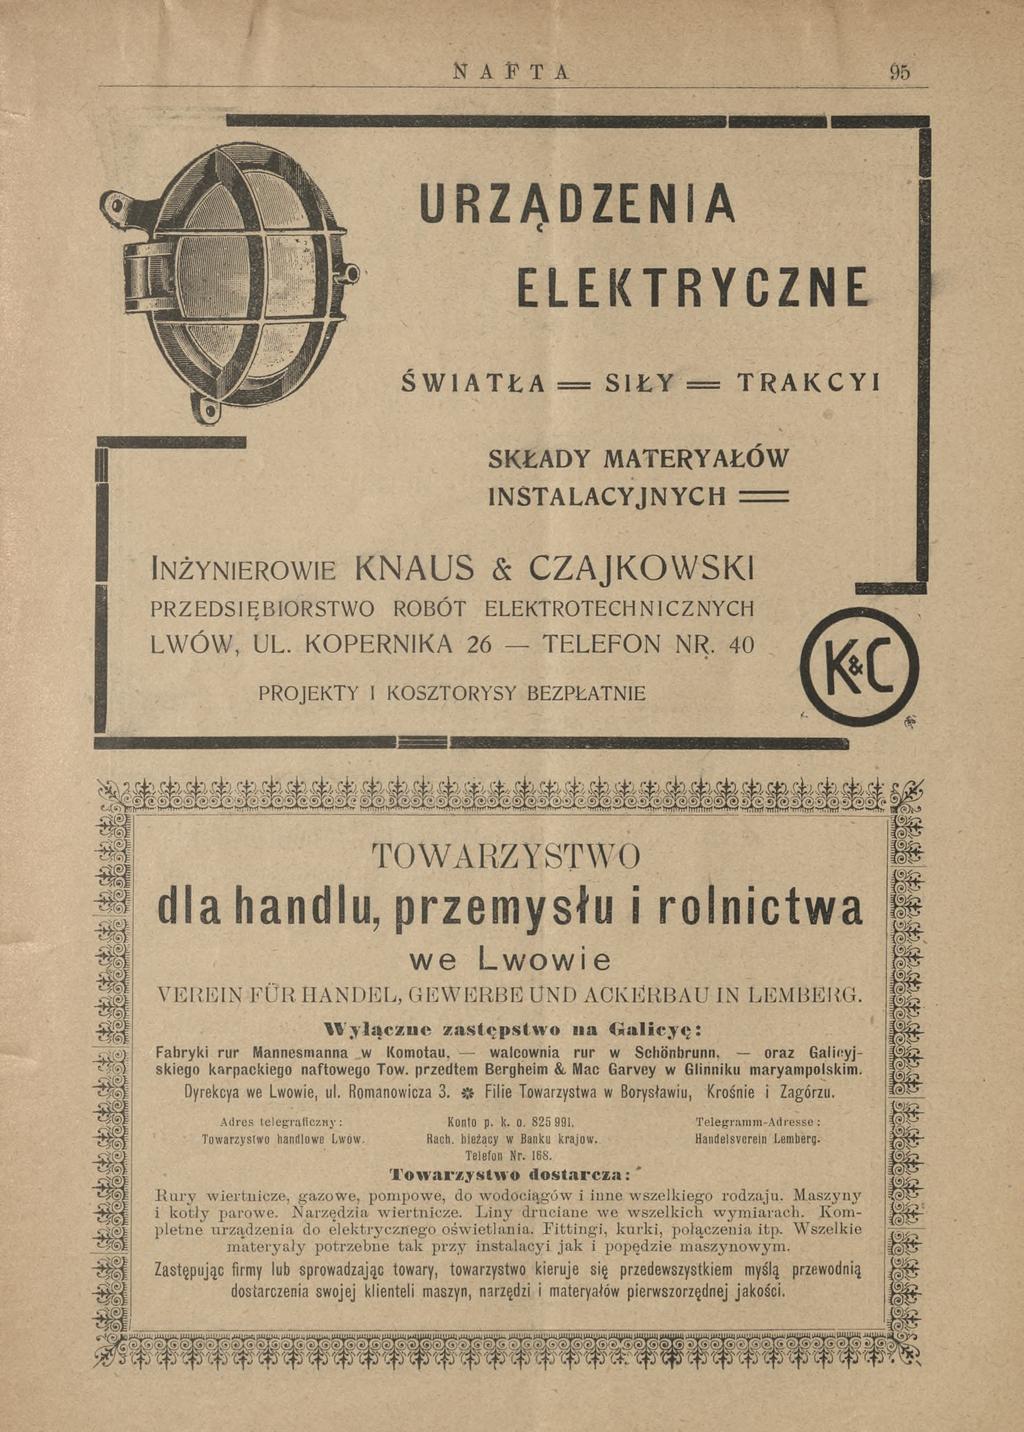 NAFTA 95
URZĄDZENIA
ELEKTRYCZNE
ŚWIATŁA = SIŁY = TRAKCYI
SKŁADY MATERYAŁÓW
INSTALACYJNYCH =
INŻYNIEROWIE KNAUS & CZAJKOWSKI
PRZEDSIĘBIORSTWO ROBÓT ELEKTROTECHNICZNYCH
LWÓW, UL. KOPERNIKA 26 — TELEFON NR. 40
K&C
PROJEKTY I KOSZTORYSY BEZPŁATNIE
TOWARZYSTWO
dla handlu, przemysłu i rolnictwa
we Lwowie
VEREIN FÜR HANDEL, GEWERBE UND ACKERBAU IN LEMBERG.
Wyłączne zastępstwo na Galicyę:
Fabryki rur Mannesmanna w Komotau, — walcownia rur w Schönbrunn, — oraz Galicyj-
skiego karpackiego naftowego Tow. przedtem Bergheim & Mac Garvey w Glinniku maryampolskim.
Dyrekcya we Lwowie, ul. Romanowicza 3. Filie Towarzystwa w Borysławiu, Krośnie i Zagórzu.
Adres telegraficzny: Konto p. k. o. 825 991. Telegramm-Adresse:
Towarzystwo handlowe Lwów. Rach. bieżący w Banku krajow. Handelsverein Lemberg.
Telefon Nr. 168.
Towarzystwo dostarcza:
Rury wiertnicze, gazowe, pompowe, do wodociągów i inne wszelkiego rodzaju. Maszyny
i kotły parowe. Narzędzia wiertnicze. Liny druciane we wszelkich wymiarach. Kom-
pletne urządzenia do elektrycznego oświetlania. Fittingi, kurki, połączenia itp. Wszelkie
materyały potrzebne tak przy instalacyi jak i popędzie maszynowym.
Zastępując firmy lub sprowadzając towary, towarzystwo kieruje się przedewszystkiem myślą przewodnią
dostarczenia swojej klienteli maszyn, narzędzi i materyałów pierwszorzędnej jakości.